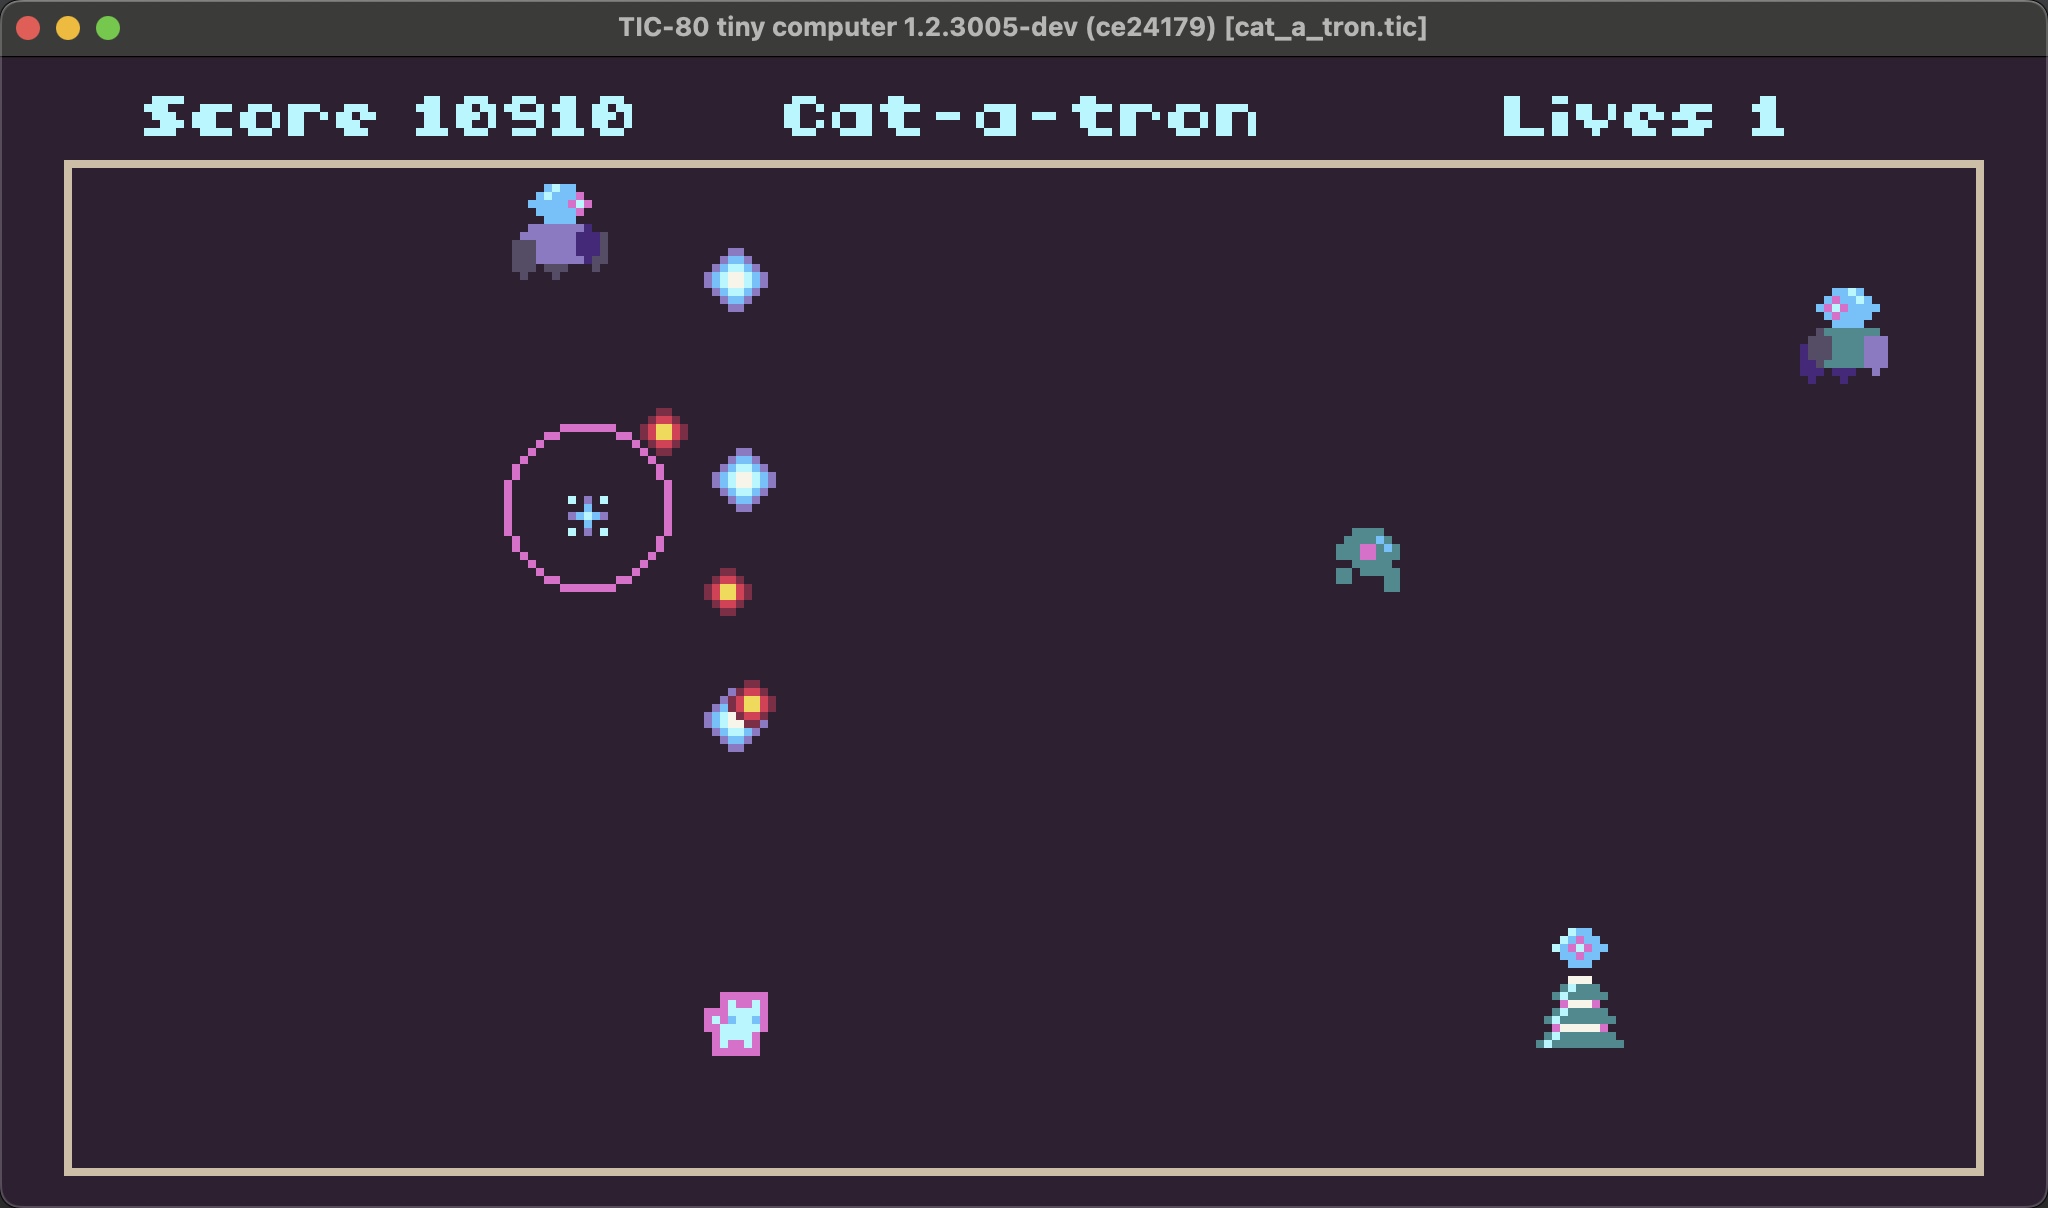 TIC-80 tiny computer 1.2.3005-dev (ce24179) [cat_a_tron.tic]
Score 10910 Cat-a-tron Lives 1